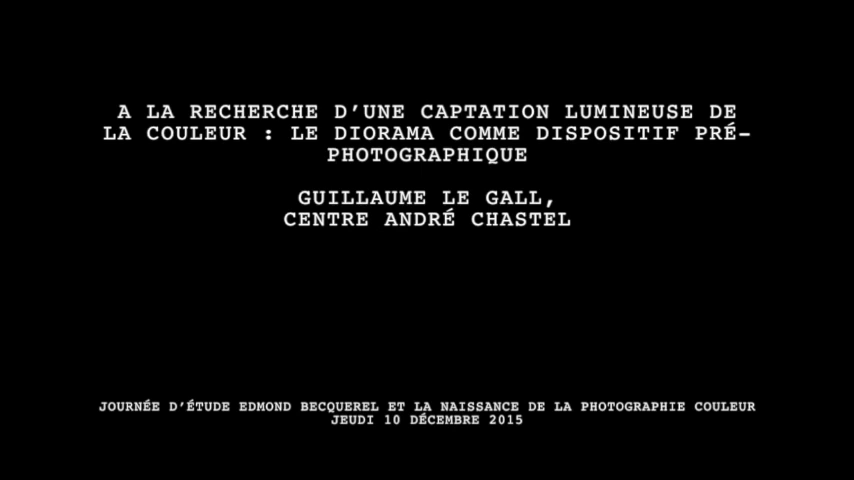 A LA RECHERCHE D'UNE CAPTATION LUMINEUSE DE
LA COULEUR : LE DIORAMA COMME DISPOSITIF PRÉ-
PHOTOGRAPHIQUE
GUILLAUME LE GALL,
CENTRE ANDRÉ CHASTEL
JOURNÉE D'ÉTUDE EDMOND BECQUEREL ET LA NAISSANCE DE LA PHOTOGRAPHIE COULEUR
JEUDI 10 DÉCEMBRE 2015